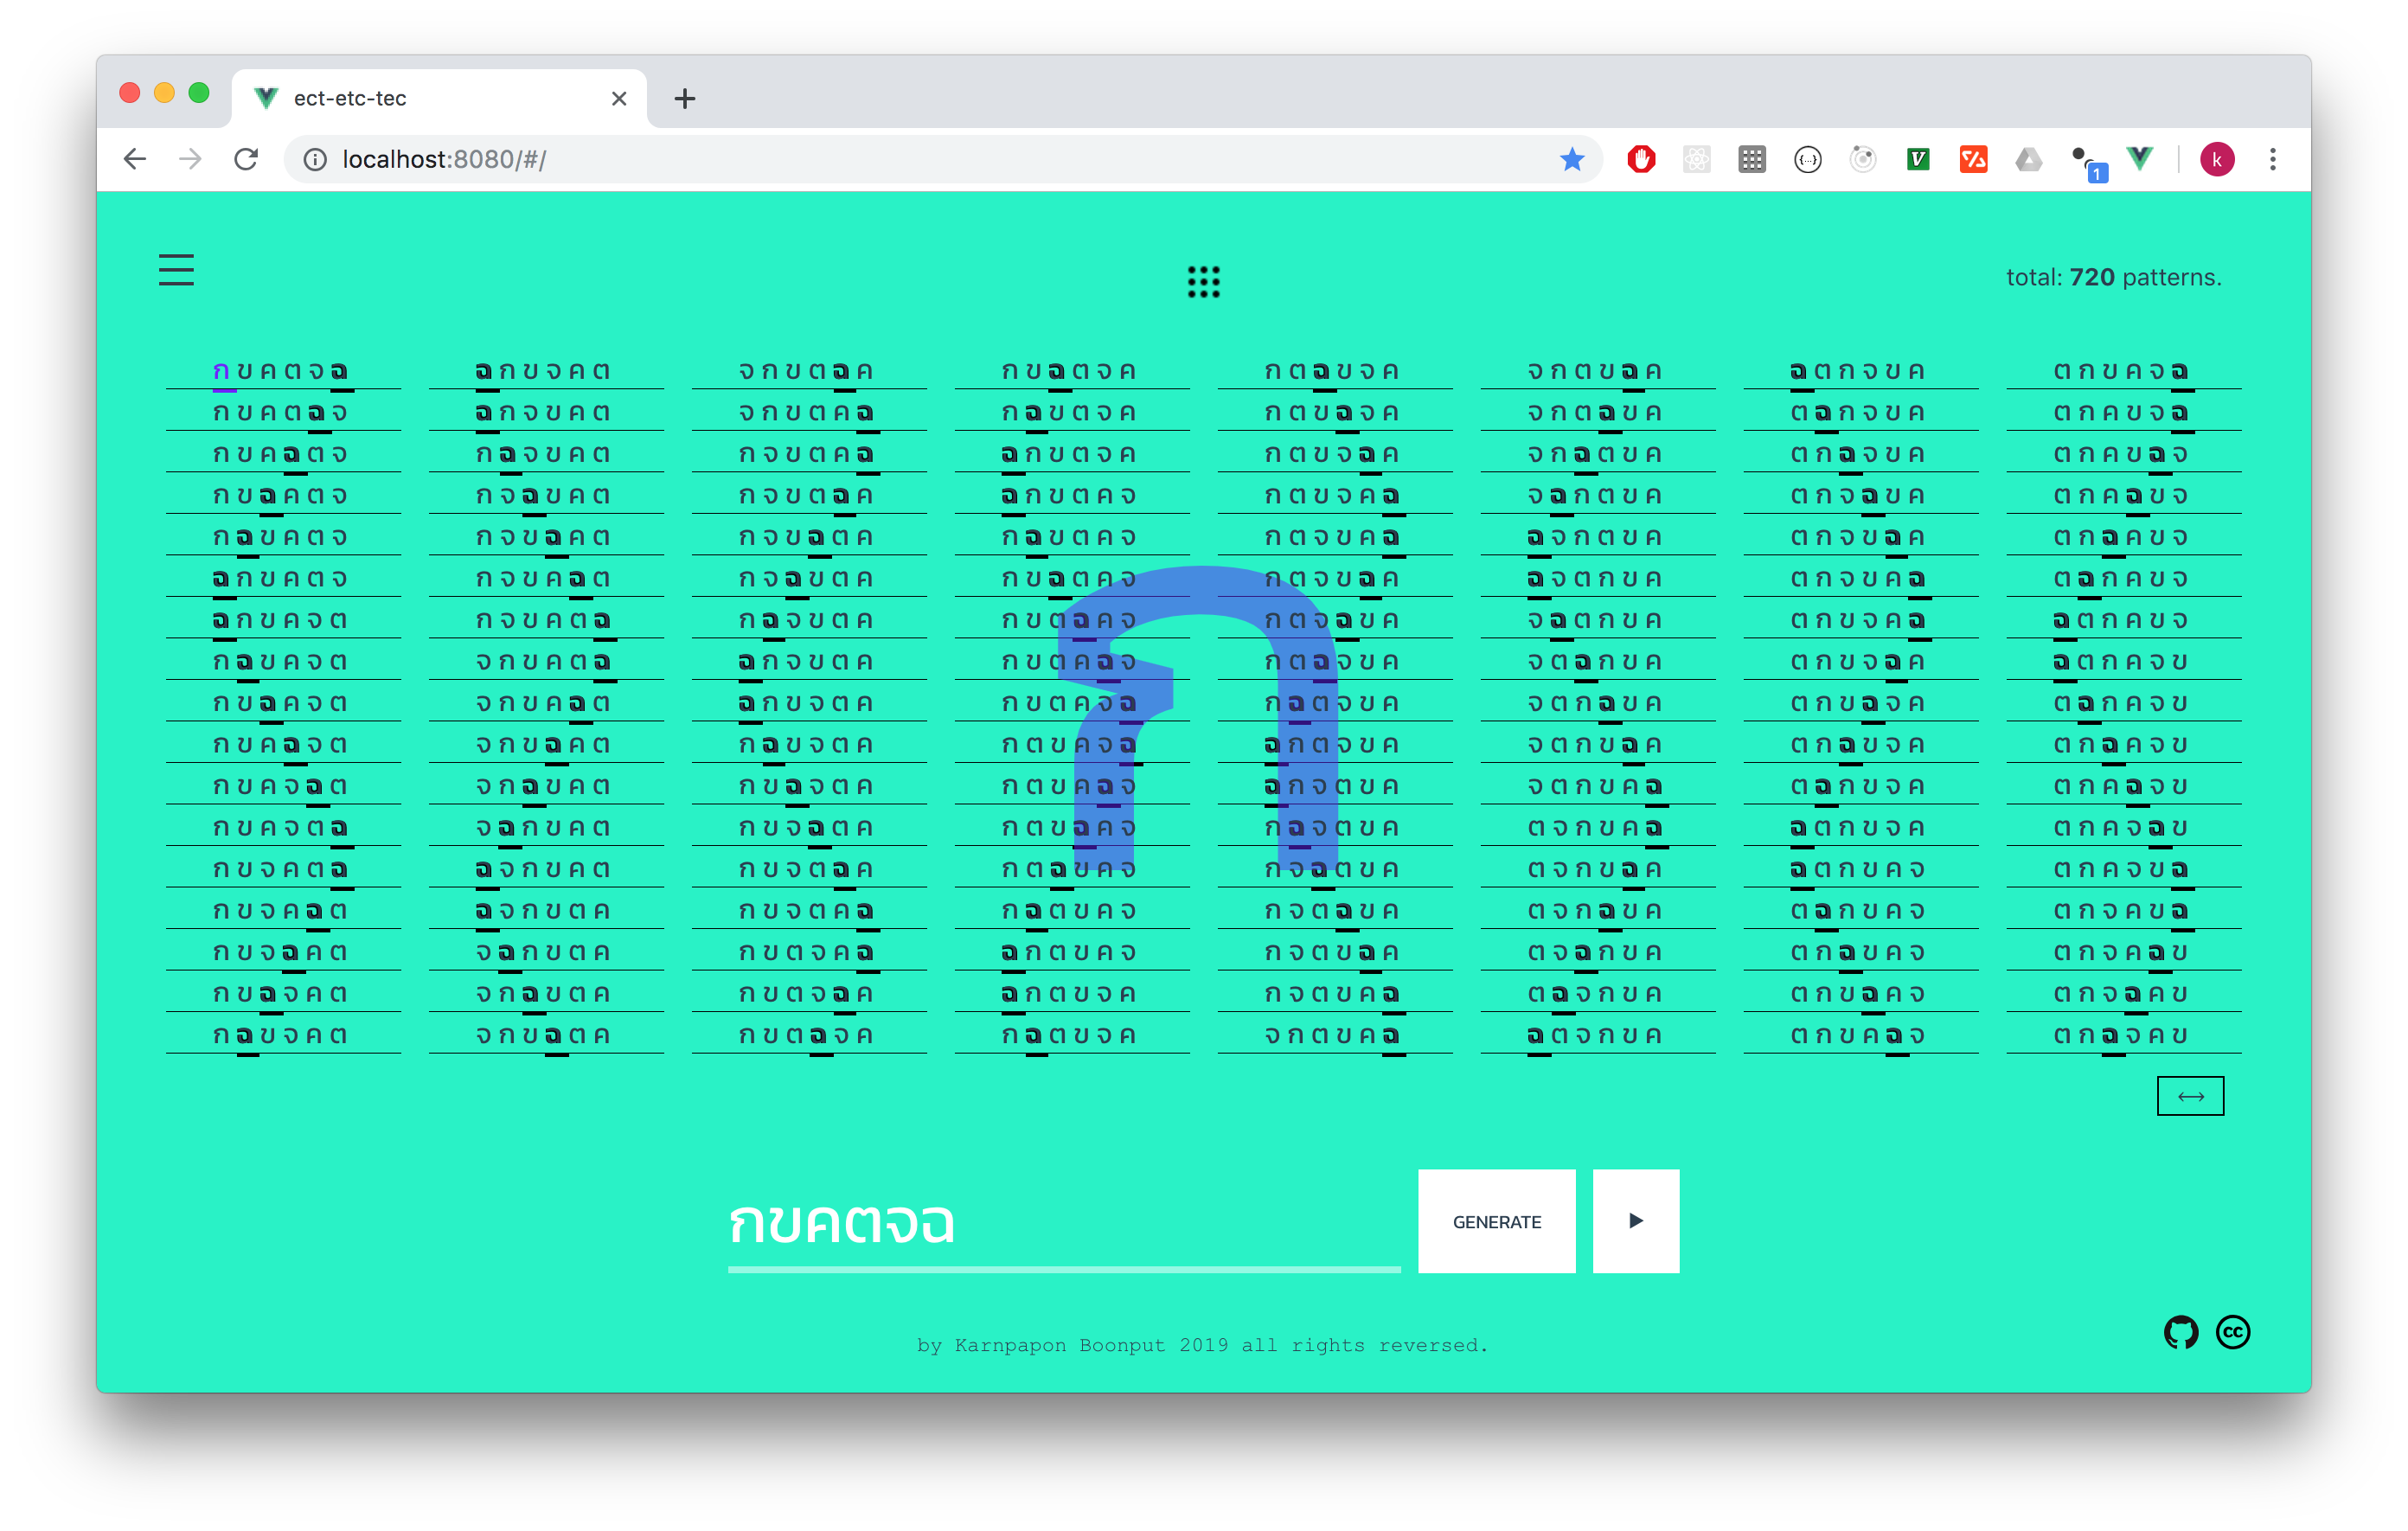 ect-etc-tec
localhost:8080/#/
k
1
total: 720 patterns.
กขคตจฉ
กขคตฉจ
กขคฉตจ
กขฉคตจ
กฉขคตจ
ฉกขคตจ
ฉกขคจต
กฉขคจต
กขฉคจต
กขคฉจต
กขคจฉต
กขคจตฉ
กขจคตฉ
กขจคฉต
กขจฉคต
กขฉจคต
กฉขจคต
ฉกขจคต
ฉกจขคต
กฉจขคต
กจฉขคต
กจขฉคต
กจขคฉต
กจขคตฉ
จกขคตฉ
จกขคฉต
จกขฉคต
จกฉขคต
จฉกขคต
ฉจกขคต
ฉจกขตค
จฉกขตค
จกฉขตค
จกขฉตค
จกขตฉค
จกขตคฉ
กจขตคฉ
กจขตฉค
กจขฉตค
กจฉขตค
กฉจขตค
ฉกจขตค
ฉกขจตค
กฉขจตค
กขฉจตค
กขจฉตค
กขจตฉค
กขจตคฉ
กขตจคฉ
กขตจฉค
กขตฉจค
กขฉตจค
กฉขตจค
ฉกขตจค
ฉกขตคจ
กฉขตคจ
กขฉตคจ
กขตฉคจ
กขตคฉจ
กขตคจฉ
กตขคจฉ
กตขคฉจ
กตขฉคจ
กตฉขคจ
กฉตขคจ
ฉกตขคจ
ฉกตขจค
กฉตขจค
กตฉขจค
กตขฉจค
กตขจฉค
กตขจคฉ
กตจขคฉ
กตจขฉค
กตจฉขค
กตฉจขค
กฉตจขค
ฉกตจขค
ฉกจตขค
กฉจตขค
กจฉตขค
กจตฉขค
กจตขฉค
กจตขคฉ
จกตขคฉ
จกตขฉค
จกตฉขค
จกฉตขค
จฉกตขค
ฉจกตขค
ฉจตกขค
จฉตกขค
จตฉกขค
จตกฉขค
จตกขฉค
จตกขคฉ
ตจกขคฉ
ตจกขฉค
ตจกฉขค
ตจฉกขค
ตฉจกขค
ฉตจกขค
ฉตกจขค
ตฉกจขค
ตกฉจขค
ตกจฉขค
ตกจขฉค
ตกจขคฉ
ตกขจคฉ
ตกขจฉค
ตกขฉจค
ตกฉขจค
ตฉกขจค
ฉตกขจค
ฉตกขคจ
ตฉกขคจ
ตกฉขคจ
ตกขฉคจ
ตกขคฉจ
ตกขคจฉ
ตกคขจฉ
ตกคขฉจ
ตกคฉขจ
ตกฉคขจ
ตฉกคขจ
ฉตกคขจ
ฉตกคจข
ตฉกคจข
ตกฉคจข
ตกคฉจข
ตกคจฉข
ตกคจขฉ
ตกจคขฉ
ตกจคฉข
ตกจฉคข
ตกฉจคข
ก
กขคตจฉ
GENERATE
by Karnpapon Boonput 2019 all rights reversed.
cc